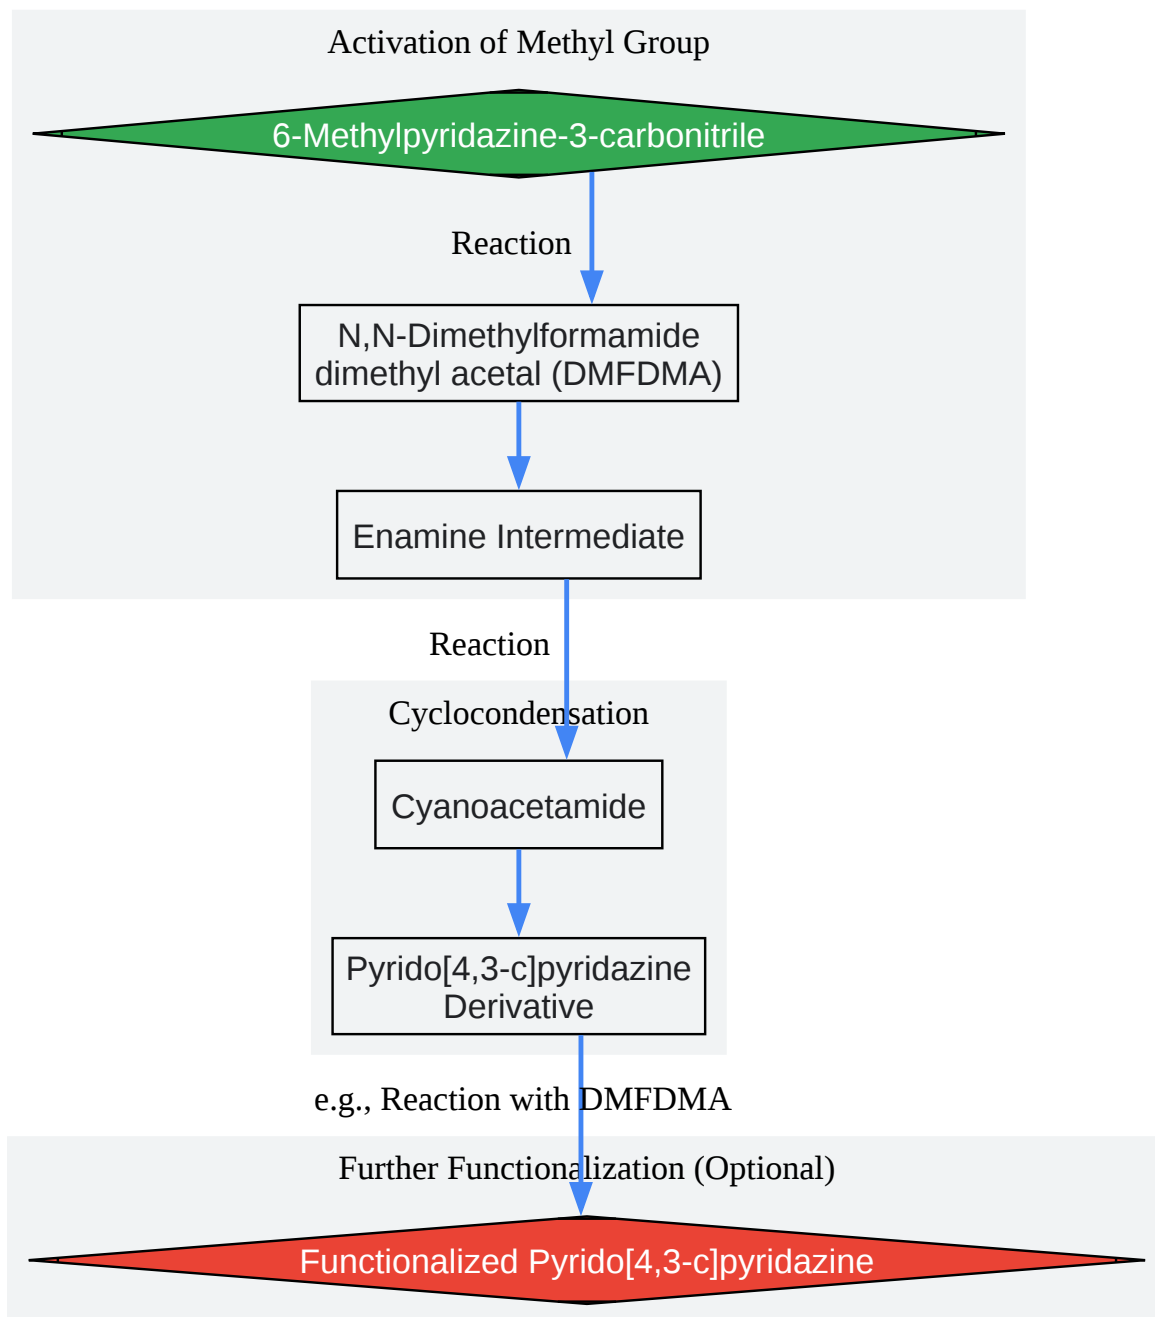 Activation of Methyl Group
6-Methylpyridazine-3-carbonitrile
Reaction
N,N-Dimethylformamide
dimethyl acetal (DMFDMA)
Enamine Intermediate
Reaction
Cyclocondensation
Cyanoacetamide
Pyrido[4,3-c]pyridazine
Derivative
e.g., Reaction with DMFDMA
Further Functionalization (Optional)
Functionalized Pyrido[4,3-c]pyridazine